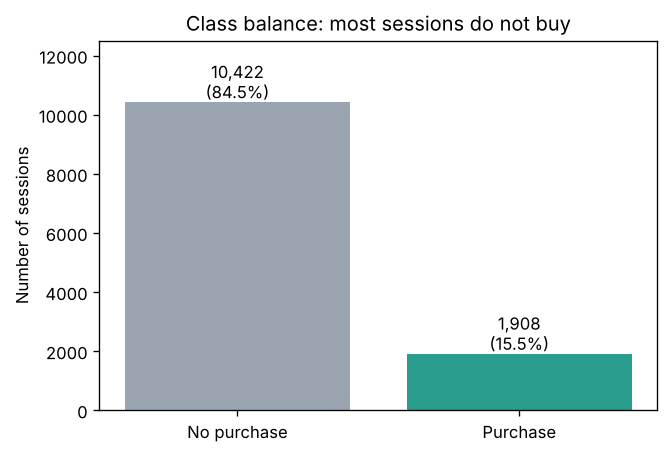 Class balance: most sessions do not buy
Number of sessions
12000
10000
8000
6000
4000
2000
0
10,422
(84.5%)
1,908
(15.5%)
No purchase
Purchase